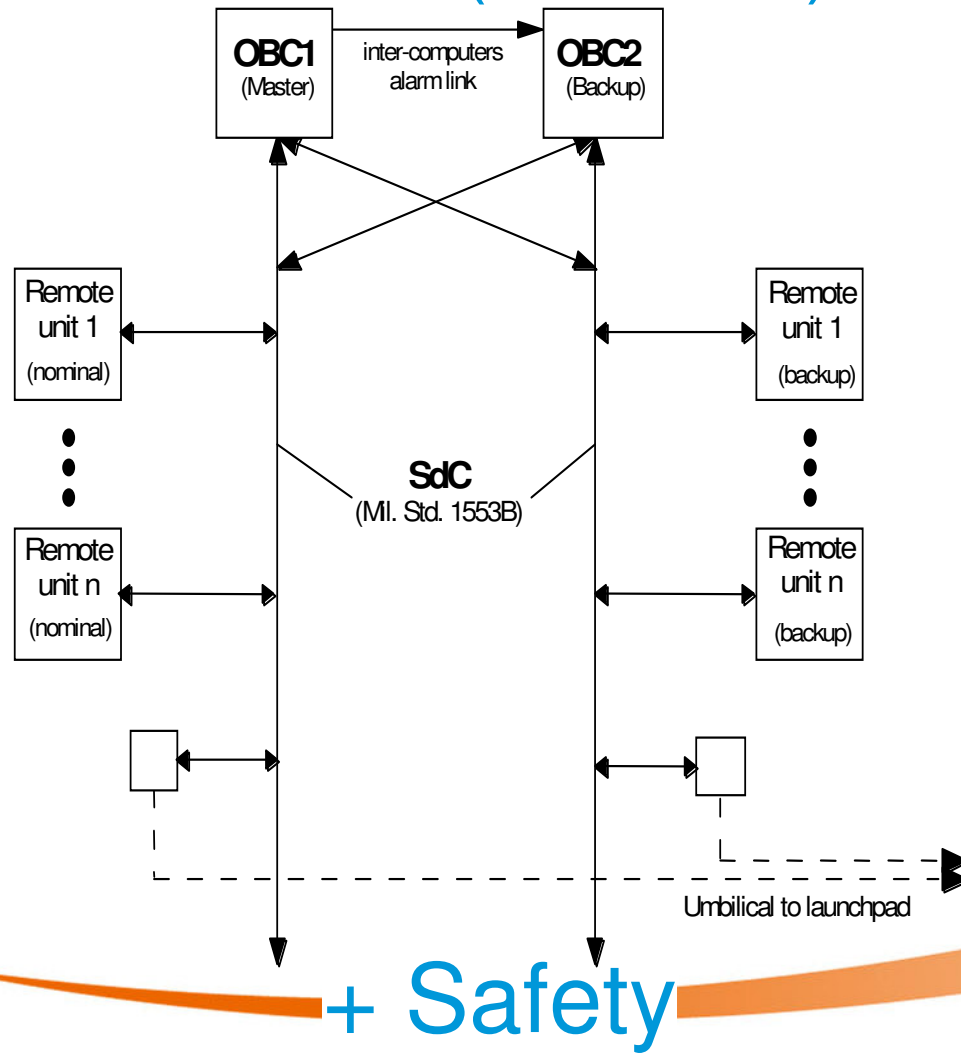 OBC1
(Master)
inter-computers
alarm link
OBC2
(Backup)
Remote
unit 1
(nominal)
Remote
unit 1
(backup)
SdC
(Mil. Std. 1553B)
Remote
unit n
(nominal)
Remote
unit n
(backup)
Umbilical to launchpad
+ Safety